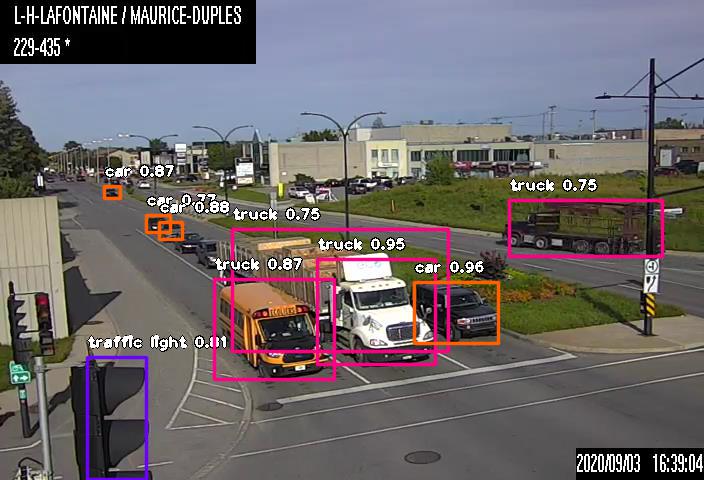 L-H-LAFONTAINE / MAURICE-DUPLES
229-435 *
car 0.87
car 0.77
car 0.88
truck 0.75
truck 0.75
truck 0.95
truck 0.87
car 0.96
traffic light 0.81
ECOLIERS
2020/09/03 16:39:04